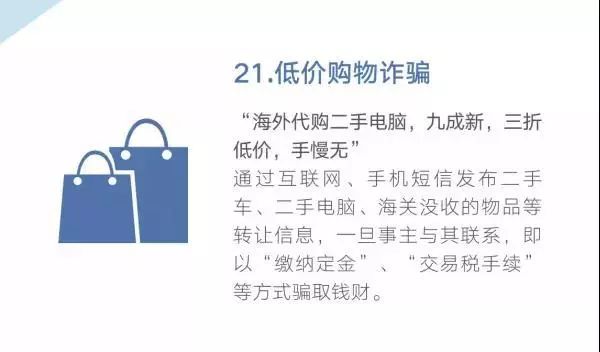 21.低价购物诈骗
“海外代购二手电脑，九成新，三折
低价，手慢无”
通过互联网、手机短信发布二手
车、二手电脑、海关没收的物品等
转让信息，一旦事主与其联系，即
以“缴纳定金”、“交易税手续”
等方式骗取钱财。